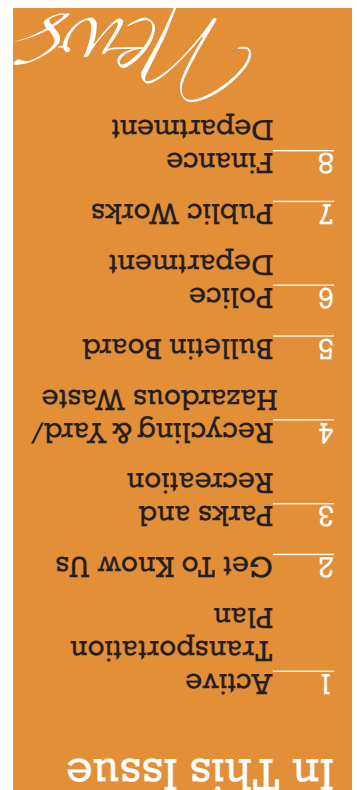 In This Issue
1 Active
Transportation
Plan
2 Get To Know Us
3 Parks and
Recreation
4 Recycling & Yard/
Hazardous Waste
5 Bulletin Board
6 Police
Department
7 Public Works
8 Finance
Department
News